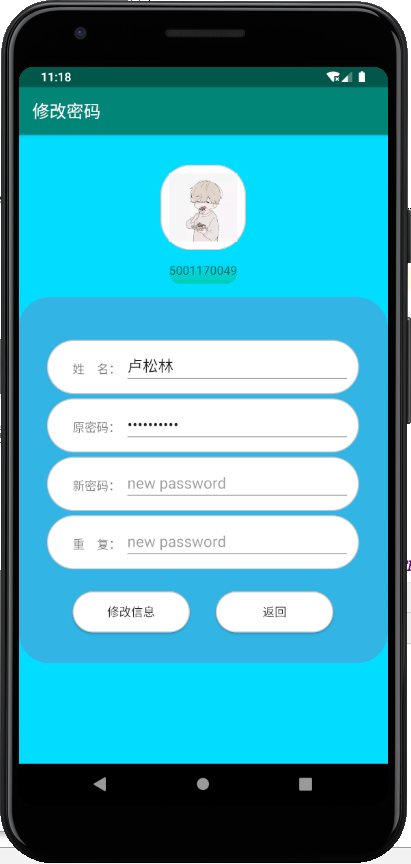 11:18
修改密码
5001170049
姓 名： 卢松林
原密码： ••••••••••
新密码： new password
重 复： new password
修改信息 返回